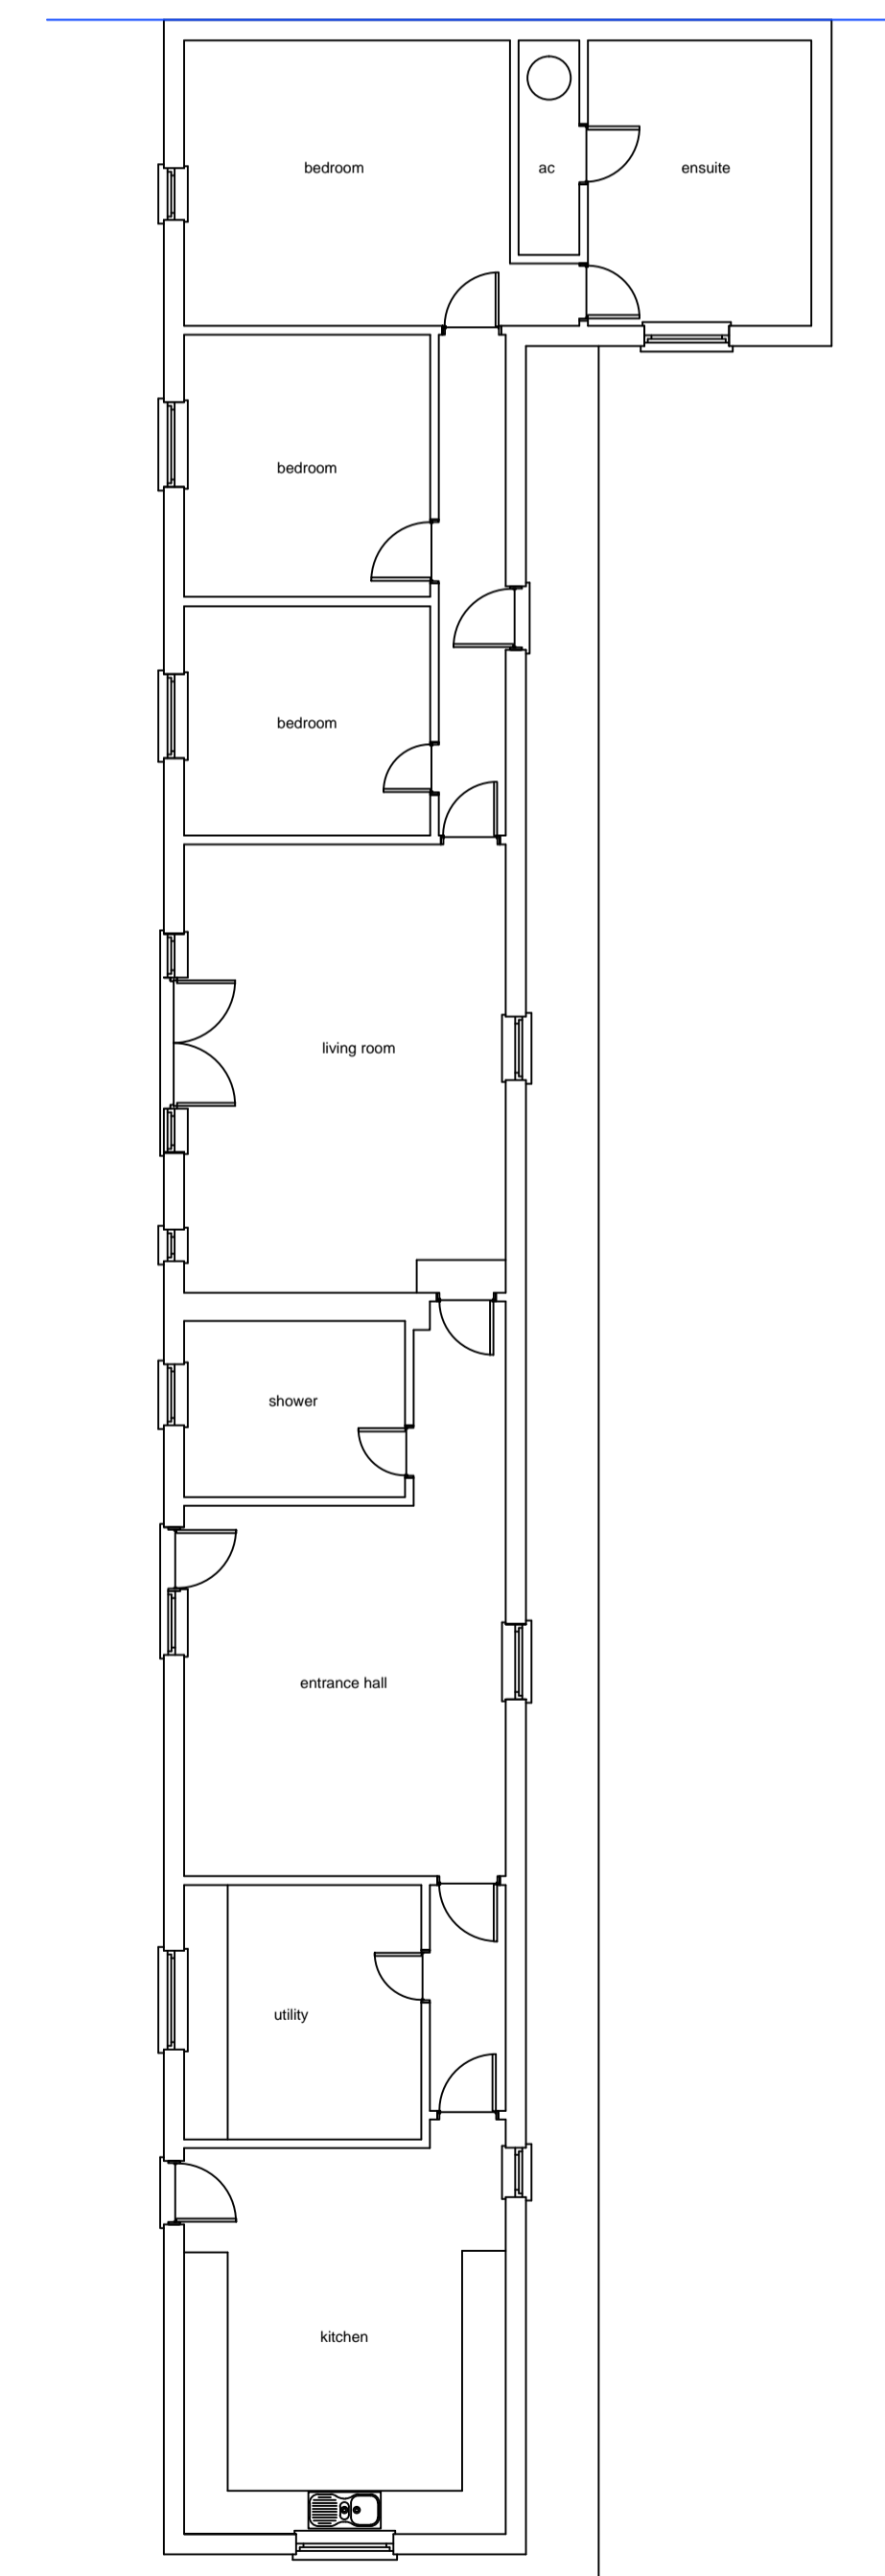 bedroom
ac
ensuite
bedroom
bedroom
living room
shower
entrance hall
utility
kitchen